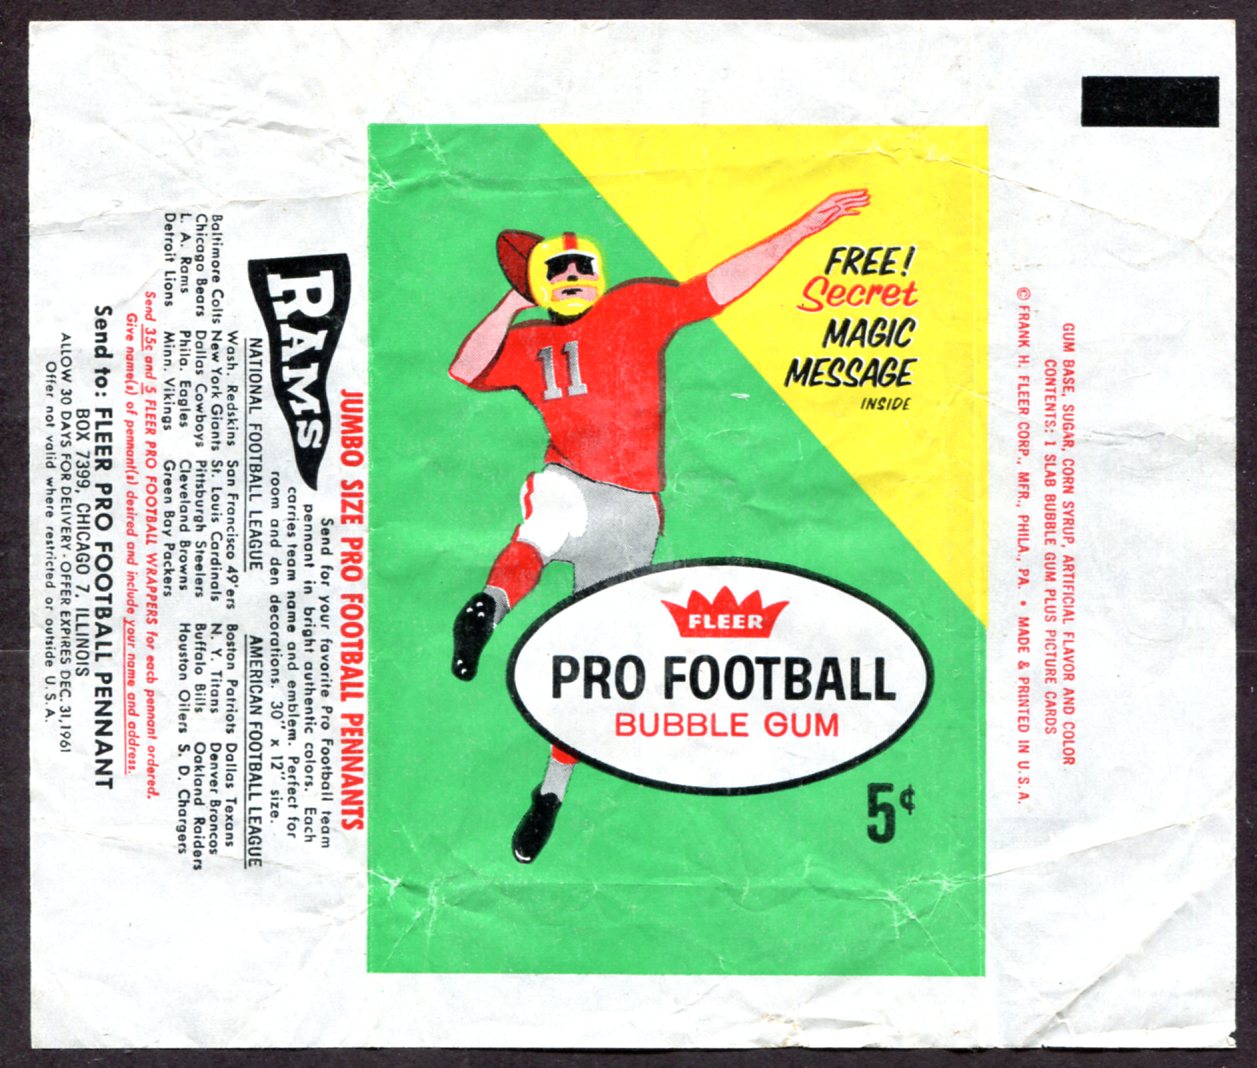 FREE!
Secret
MAGIC
MESSAGE
INSIDE
11
FLEER
PRO FOOTBALL
BUBBLE GUM
5¢
JUMBO SIZE PRO FOOTBALL PENNANTS
RAMS
Send for your favorite Pro Football team
pennant in bright authentic colors. Each
carries team name and emblem. Perfect for
room and den decorations. 30" x 12" size.
NATIONAL FOOTBALL LEAGUE AMERICAN FOOTBALL LEAGUE
Wash. Redskins San Francisco 49'ers Boston Patriots Dallas Texans
Baltimore Colts New York Giants St. Louis Cardinals N. Y. Titans Denver Broncos
Chicago Bears Dallas Cowboys Pittsburgh Steelers Buffalo Bills Oakland Raiders
L. A. Rams Phila. Eagles Cleveland Browns Houston Oilers S. D. Chargers
Detroit Lions Minn. Vikings Green Bay Packers
Send 35c and 5 FLEER PRO FOOTBALL WRAPPERS for each pennant ordered.
Give name(s) of pennant(s) desired and include your name and address.
Send to: FLEER PRO FOOTBALL PENNANT
BOX 7399, CHICAGO 7, ILLINOIS
ALLOW 30 DAYS FOR DELIVERY · OFFER EXPIRES DEC. 31, 1961
Offer not valid where restricted or outside U.S.A.
GUM BASE, SUGAR, CORN SYRUP, ARTIFICIAL FLAVOR AND COLOR
CONTENTS: 1 SLAB BUBBLE GUM PLUS PICTURE CARDS
© FRANK H. FLEER CORP., MFR., PHILA., PA. • MADE & PRINTED IN U.S.A.